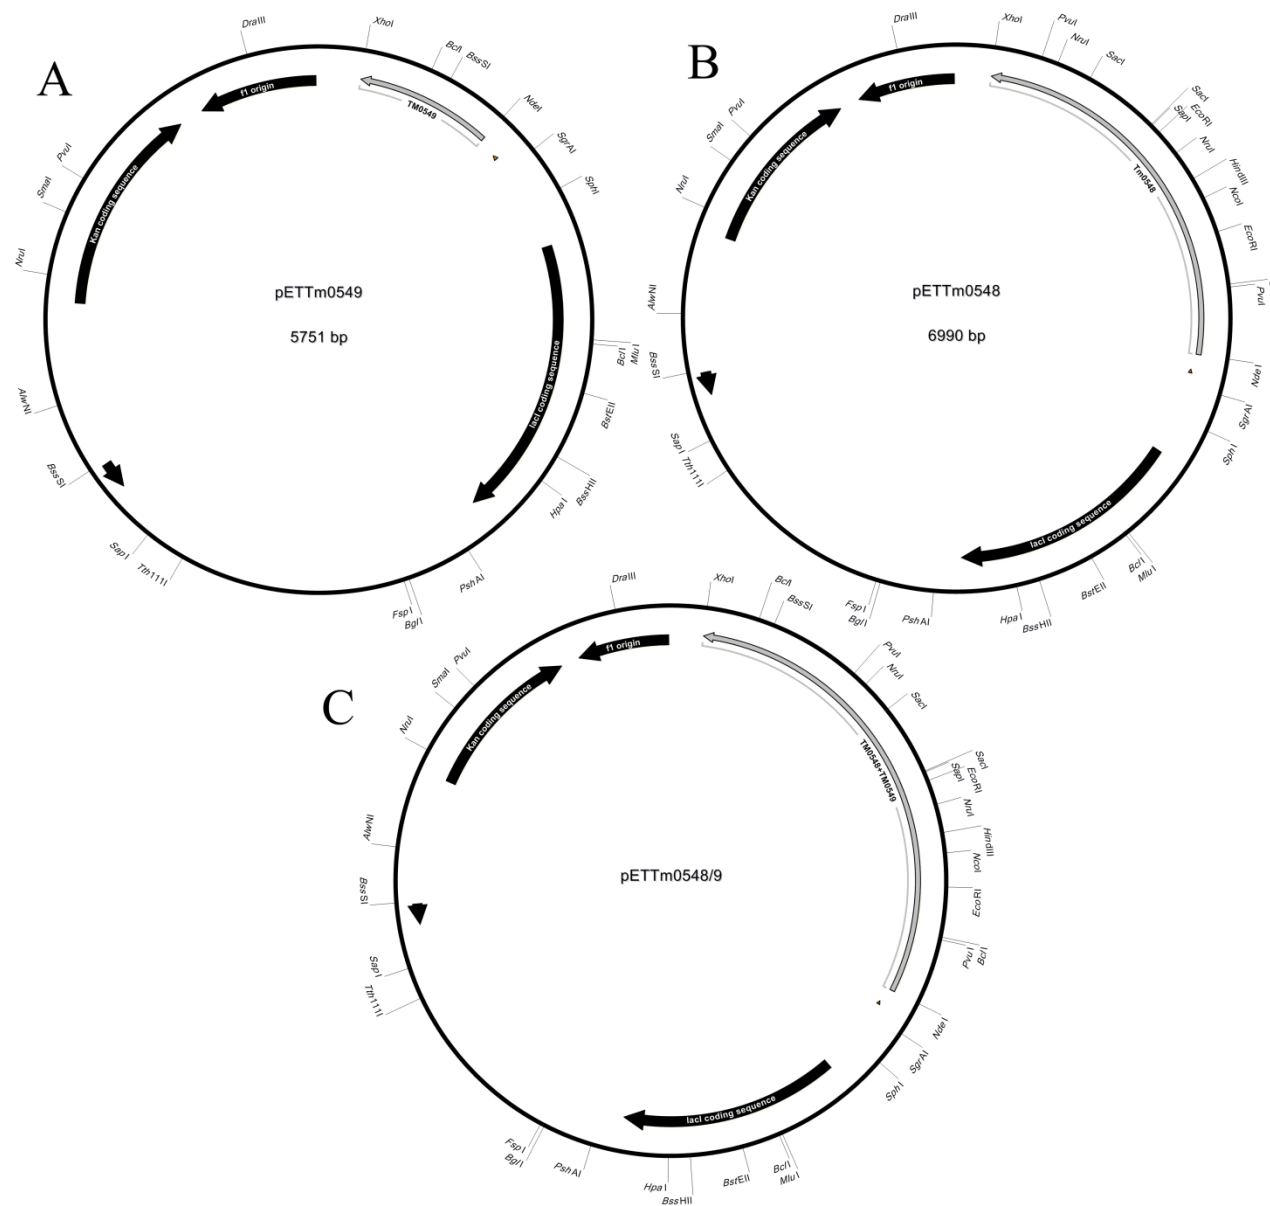 A
DraIII
XhoI
BclI
BssSI
NdeI
SgrAI
SphI
BclI
MluI
BstEII
BssHII
HpaI
PshAI
BglI
FspI
Tth111I
SapI
BssSI
AlwNI
NruI
SmaI
PvuI
f1 origin
TM0549
Kan coding sequence
lacI coding sequence
pETTm0549
5751 bp
B
DraIII
XhoI
PvuI
NruI
SacI
SacI
SapI
EcoRI
NruI
HindIII
NcoI
EcoRI
PvuI
NdeI
SgrAI
SphI
BclI
MluI
BstEII
BssHII
HpaI
PshAI
BglI
FspI
Tth111I
SapI
BssSI
AlwNI
NruI
SmaI
PvuI
f1 origin
Tm0548
Kan coding sequence
lacI coding sequence
pETTm0548
6990 bp
C
DraIII
XhoI
BclI
BssSI
PvuI
NruI
SacI
SacI
SapI
EcoRI
NruI
HindIII
NcoI
EcoRI
PvuI
BclI
NdeI
SgrAI
SphI
BclI
MluI
BstEII
BssHII
HpaI
PshAI
BglI
FspI
Tth111I
SapI
BssSI
AlwNI
NruI
SmaI
PvuI
f1 origin
TM0548+TM0549
Kan coding sequence
lacI coding sequence
pETTm0548/9